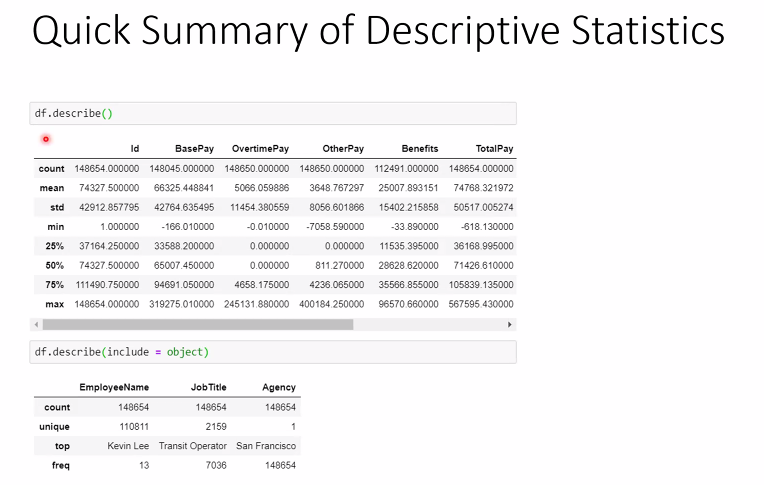 Quick Summary of Descriptive Statistics
df.describe()
Id BasePay OvertimePay OtherPay Benefits TotalPay
count 148654.000000 148045.000000 148650.000000 148650.000000 112491.000000 148654.000000
mean 74327.500000 66325.448841 5066.059886 3648.767297 25007.893151 74768.321972
std 42912.857795 42764.635495 11454.380559 8056.601866 15402.215858 50517.005274
min 1.000000 -166.010000 -0.010000 -7058.590000 -33.890000 -618.130000
25% 37164.250000 33588.200000 0.000000 0.000000 11535.395000 36168.995000
50% 74327.500000 65007.450000 0.000000 811.270000 28628.620000 71426.610000
75% 111490.750000 94691.050000 4658.175000 4236.065000 35566.855000 105839.135000
max 148654.000000 319275.010000 245131.880000 400184.250000 96570.660000 567595.430000
df.describe(include = object)
EmployeeName JobTitle Agency
count 148654 148654 148654
unique 110811 2159 1
top Kevin Lee Transit Operator San Francisco
freq 13 7036 148654